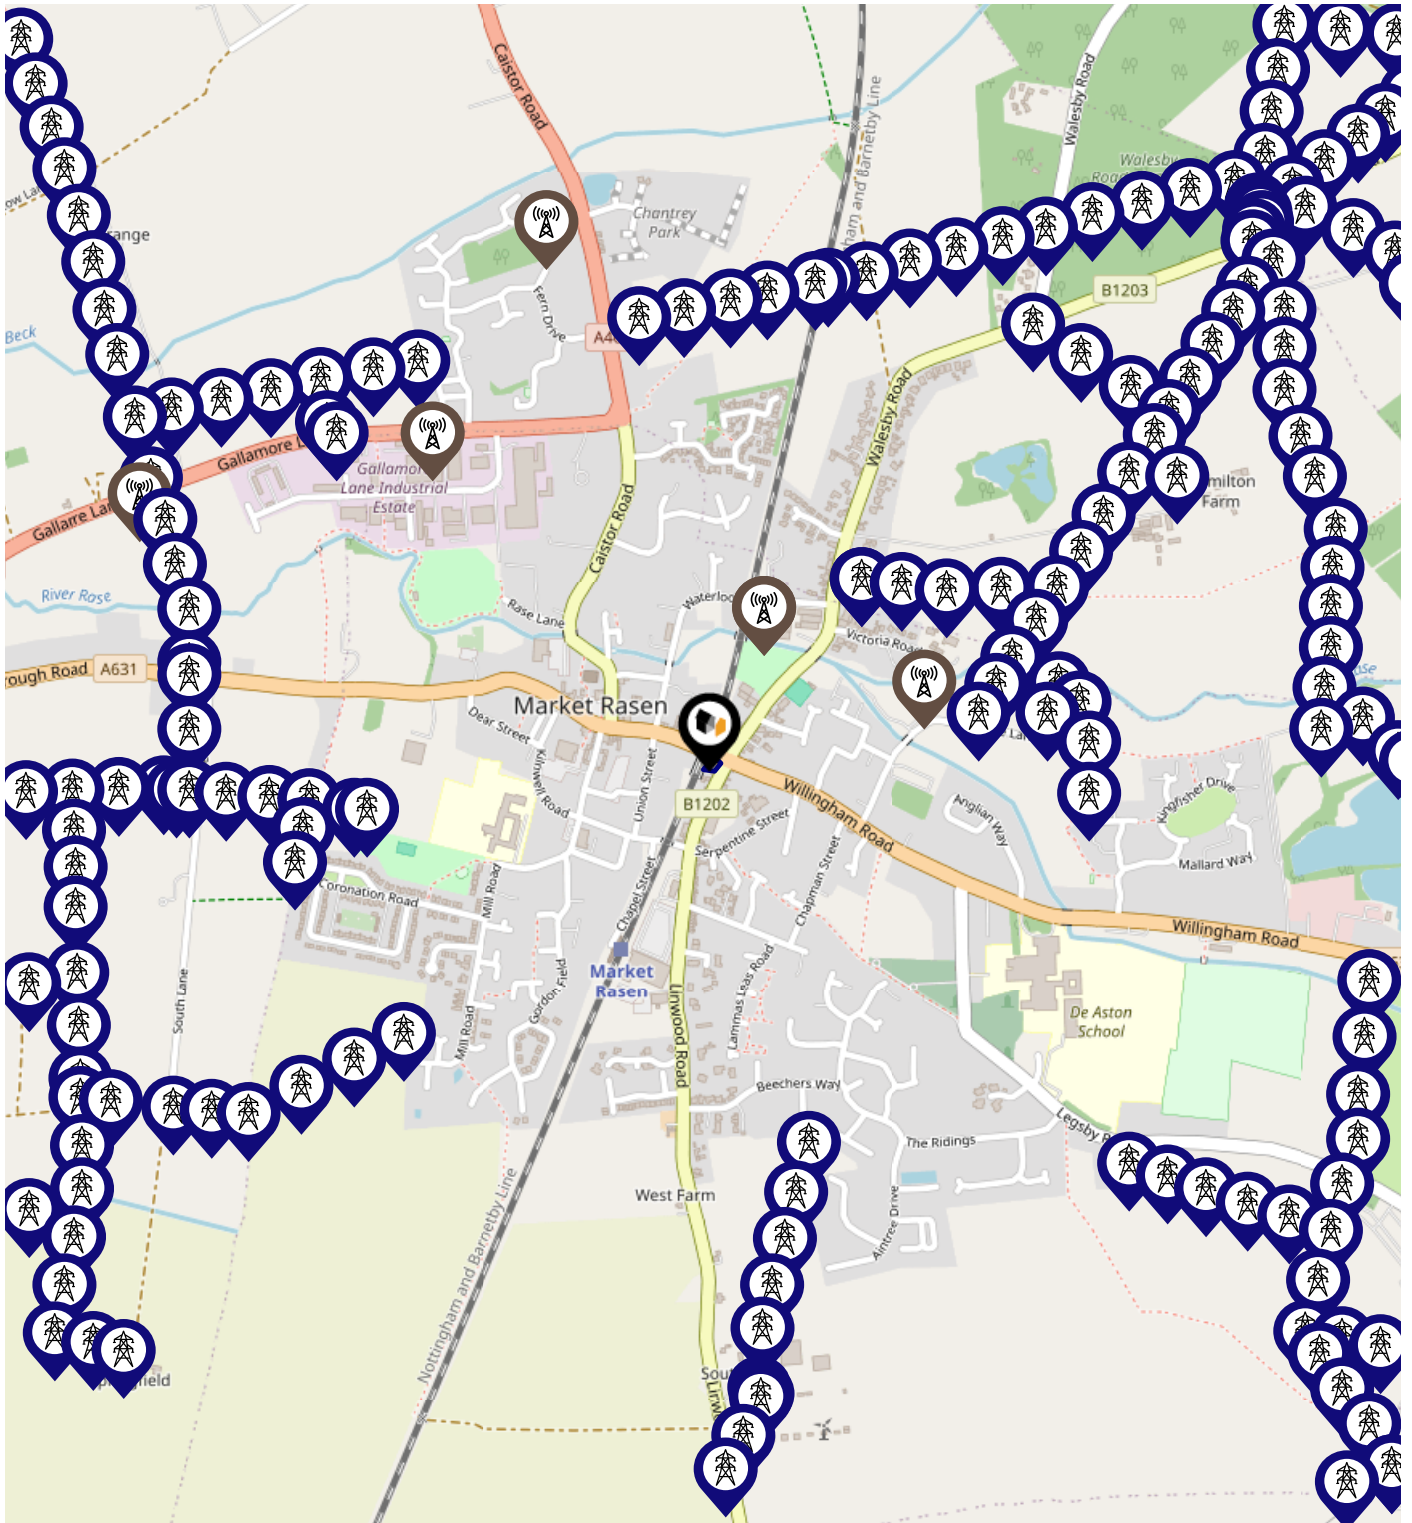 Caistor Road
Walesby Road
Walesby
Chantrey
Park
Fern Drive
B1203
Beck
Gallamore L
Gallamor
Lane Industrial
Estate
Caistor Road
Walesby Road
milton
Farm
River Rase
Rase Lane
Waterloo
Victoria Road
A631
ough Road
Market Rasen
Dear Street
Kilnwell Road
Union Street
B1202
Willingham Road
Serpentine Street
Anglian Way
Kingfisher Drive
Mallard Way
Coronation Road
Mill Road
Chapel Street
Chapman Street
Willingham Road
Market
Rasen
South Lane
Gordon Field
Lammas Leas Road
Linwood Road
Mill Road
De Aston
School
Beechers Way
The Ridings
Legsby R
West Farm
Aintree Drive
Nottingham and Barnetby Line